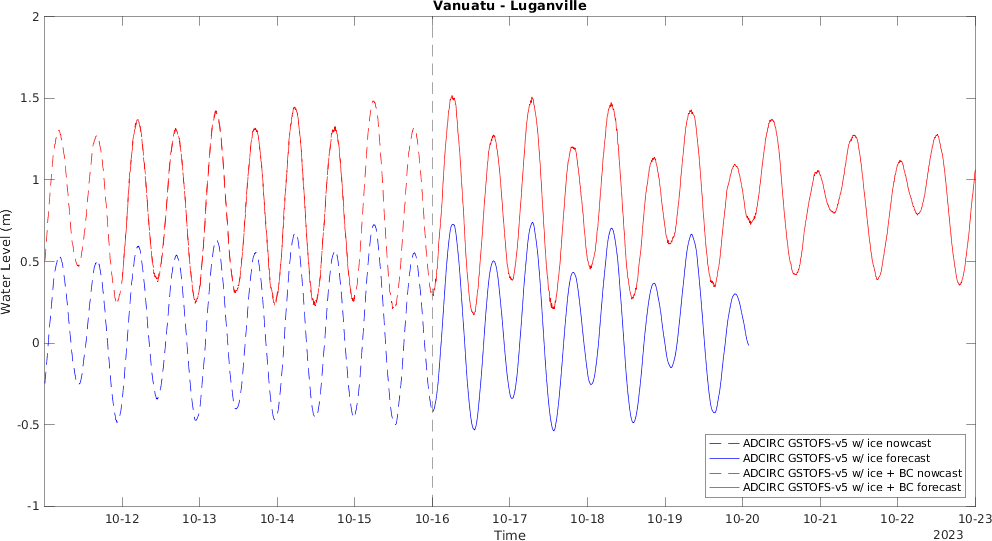 Vanuatu - Luganville
2
1.5
1
0.5
0
-0.5
-1
Water Level (m)
10-12 10-13 10-14 10-15 10-16 10-17 10-18 10-19 10-20 10-21 10-22 10-23
Time
2023
ADCIRC GSTOFS-v5 w/ ice nowcast
ADCIRC GSTOFS-v5 w/ ice forecast
ADCIRC GSTOFS-v5 w/ ice + BC nowcast
ADCIRC GSTOFS-v5 w/ ice + BC forecast